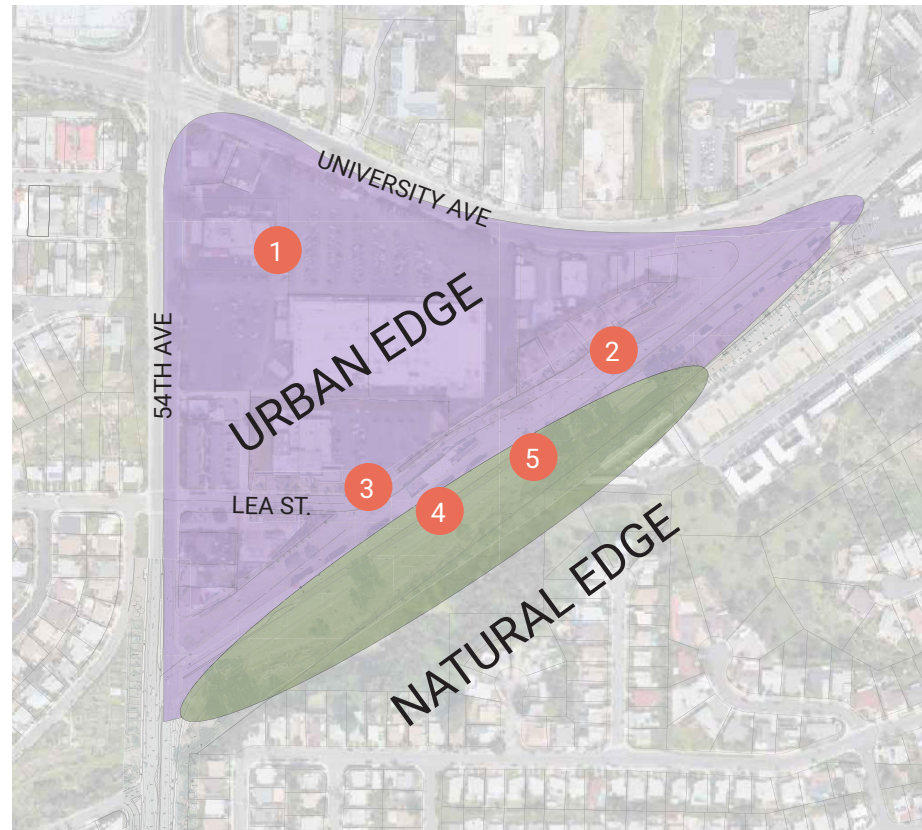 UNIVERSITY AVE
1
54TH AVE
URBAN EDGE
2
5
3
LEA ST.
4
NATURAL EDGE